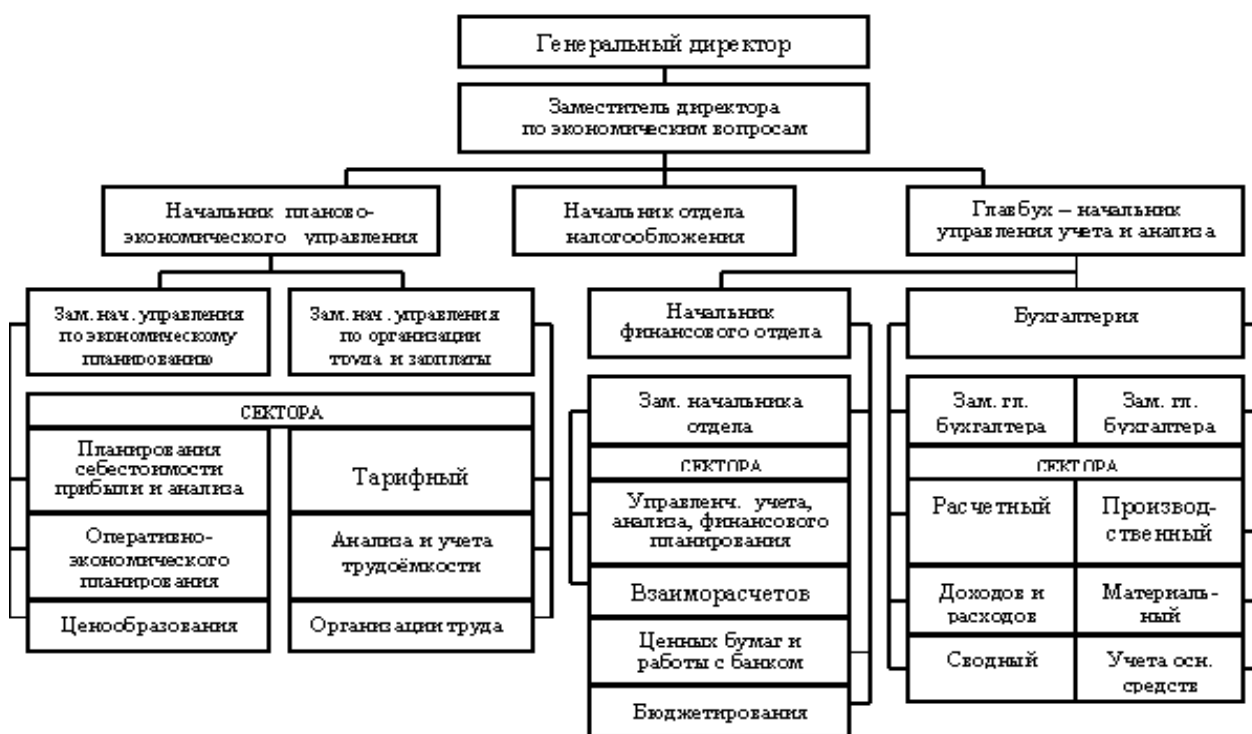 Генеральный директор
Заместитель директора
по экономическим вопросам
Начальник планово-
экономического управления
Начальник отдела
налогообложения
Главбух – начальник
управления учета и анализа
Зам. нач. управления
по экономическому
планированию
Зам. нач. управления
по организации
труда и зарплаты
Начальник
финансового отдела
Бухгалтерия
СЕКТОРА
Планирования
себестоимости
прибыли и анализа
Тарифный
Оперативно-
экономического
планирования
Анализа и учета
трудоёмкости
Ценообразования
Организации труда
Зам. начальника
отдела
СЕКТОРА
Управленч. учета,
анализа, финансового
планирования
Взаиморасчетов
Ценных бумаг и
работы с банком
Бюджетирования
Зам. гл.
бухгалтера
Зам. гл.
бухгалтера
СЕКТОРА
Расчетный
Производ-
ственный
Доходов и
расходов
Материаль-
ный
Сводный
Учета осн.
средств